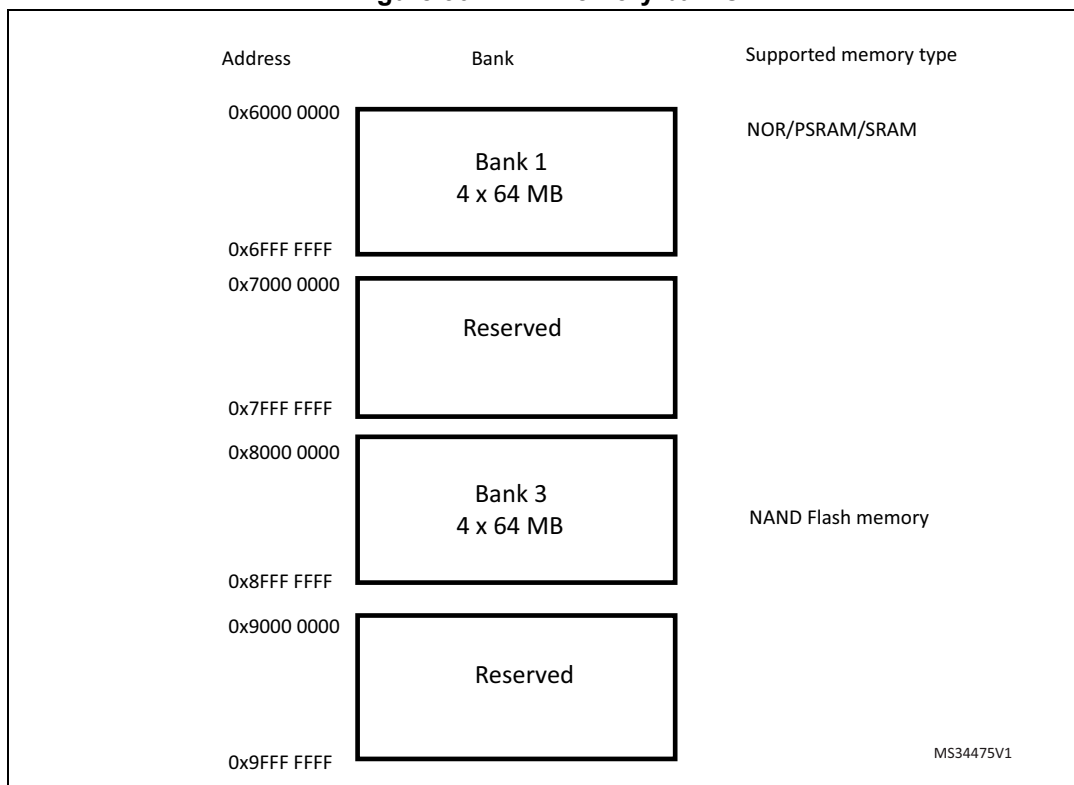 Address Bank Supported memory type
0x6000 0000
NOR/PSRAM/SRAM
Bank 1
4 x 64 MB
0x6FFF FFFF
0x7000 0000
Reserved
0x7FFF FFFF
0x8000 0000
Bank 3
4 x 64 MB
NAND Flash memory
0x8FFF FFFF
0x9000 0000
Reserved
0x9FFF FFFF
MS34475V1